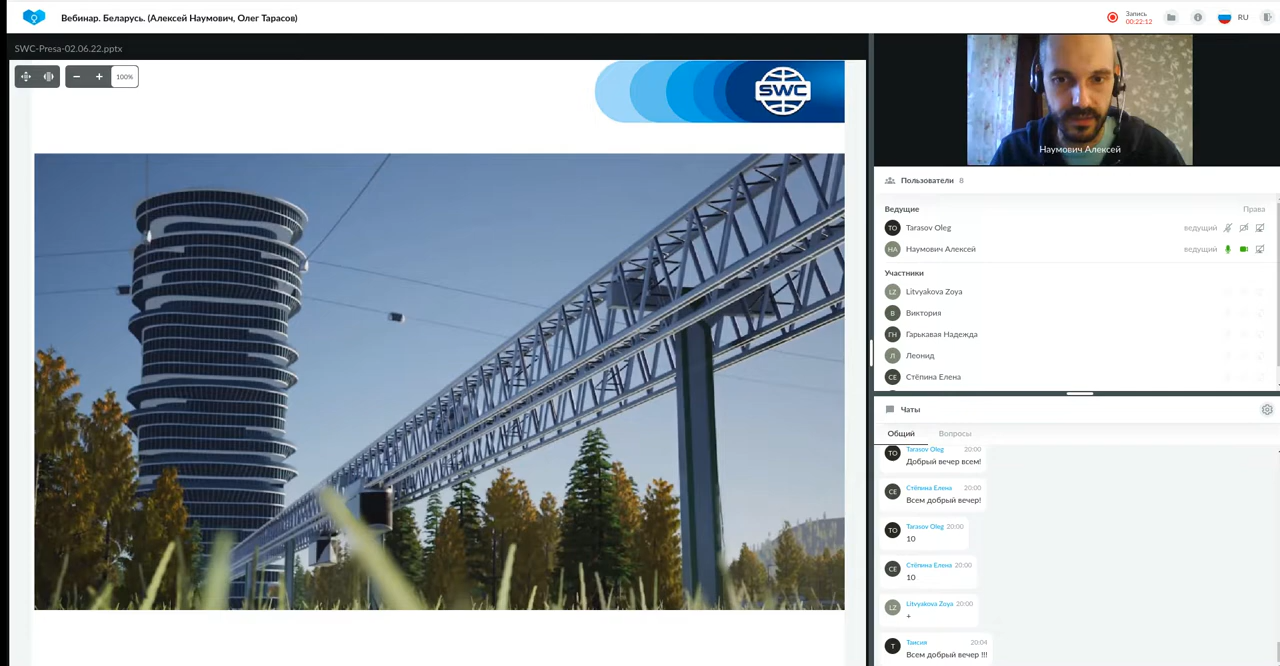 Вебинар. Беларусь. (Алексей Наумович, Олег Тарасов)
Запись
00:22:12
RU
SWC-Presa-02.06.22.pptx
100%
SWC
Наумович Алексей
Пользователи 8
Ведущие Права
TO Tarasov Oleg ведущий
НА Наумович Алексей ведущий
Участники
LZ Litvyakova Zoya
В Виктория
ГН Гарькавая Надежда
Л Леонид
СЕ Стёпина Елена
Чаты
Общий Вопросы
TO Tarasov Oleg 20:00
Добрый вечер всем!
СЕ Стёпина Елена 20:00
Всем добрый вечер!
TO Tarasov Oleg 20:00
10
СЕ Стёпина Елена 20:00
10
LZ Litvyakova Zoya 20:00
+
Т Таисия 20:04
Всем добрый вечер !!!